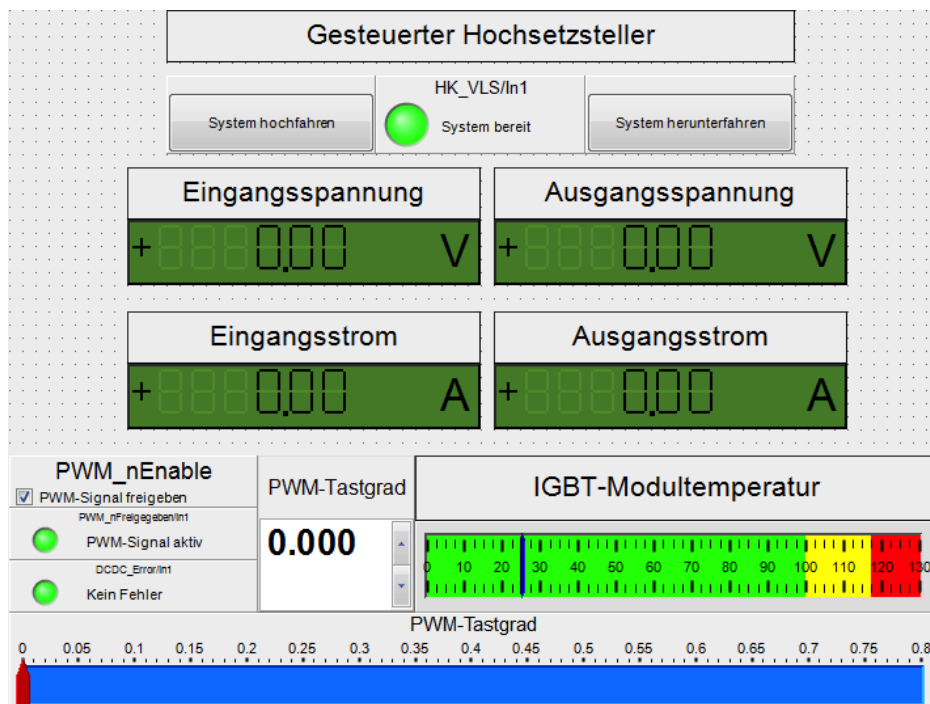 Gesteuerter Hochsetzsteller
HK_VLS/In1
System hochfahren
System bereit
System herunterfahren
Eingangsspannung
Ausgangsspannung
+ 0.00 V
+ 0.00 V
Eingangsstrom
Ausgangsstrom
+ 0.00 A
+ 0.00 A
PWM_nEnable
PWM-Signal freigeben
PWM_nFreigegeben/In1
PWM-Signal aktiv
DCDC_Error/In1
Kein Fehler
PWM-Tastgrad
0.000
IGBT-Modultemperatur
0 10 20 30 40 50 60 70 80 90 100 110 120 130
PWM-Tastgrad
0 0.05 0.1 0.15 0.2 0.25 0.3 0.35 0.4 0.45 0.5 0.55 0.6 0.65 0.7 0.75 0.8